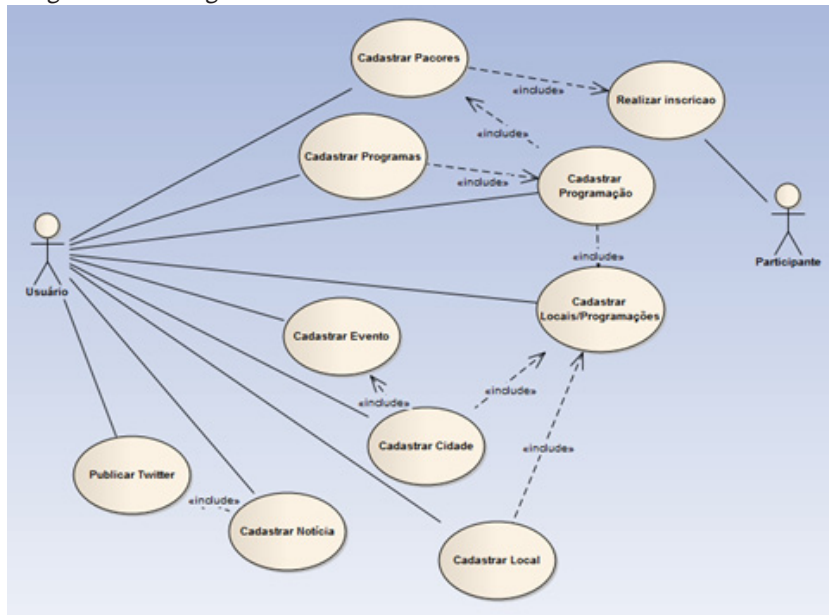 Cadastrar Pacores
«include»
Realizar inscricao
«include»
Cadastrar Programas
«include»
Cadastrar
Programação
Usuário
Participante
«include»
Cadastrar
Locais/Programações
Cadastrar Evento
«include»
«include»
Cadastrar Cidade
«include»
Publicar Twitter
«include»
Cadastrar Notícia
Cadastrar Local